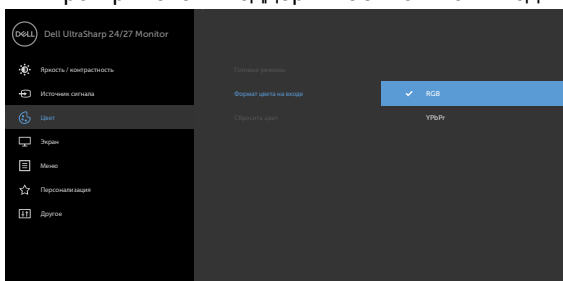 DELL Dell UltraSharp 24/27 Monitor
Яркость / контрастность
Готовые режимы
Источник сигнала
Формат цвета на входе
✓ RGB
Цвет
Сбросить цвет
YPbPr
Экран
Меню
Персонализация
Другое